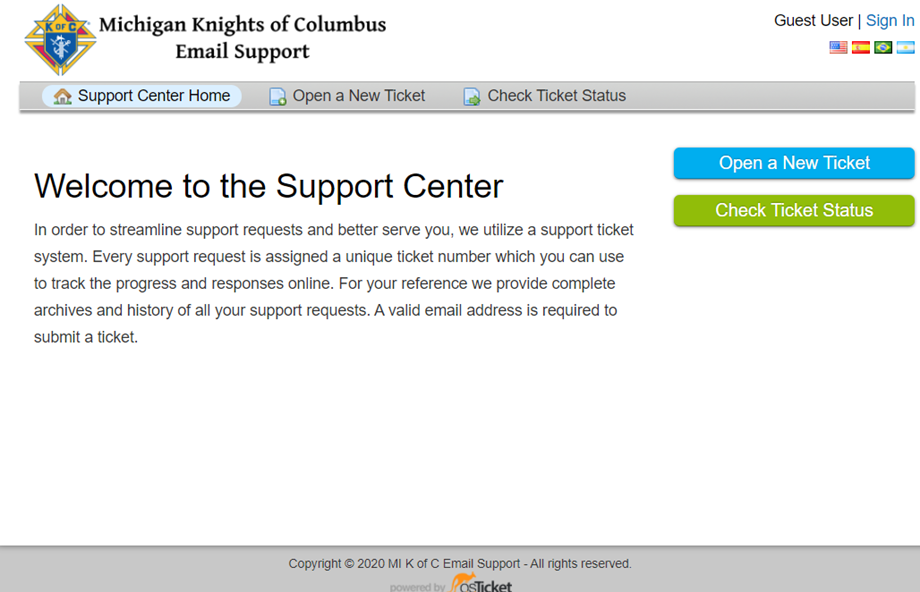 K OF C
Michigan Knights of Columbus
Email Support
Guest User | Sign In
Support Center Home
Open a New Ticket
Check Ticket Status
Open a New Ticket
Check Ticket Status
Welcome to the Support Center
In order to streamline support requests and better serve you, we utilize a support ticket
system. Every support request is assigned a unique ticket number which you can use
to track the progress and responses online. For your reference we provide complete
archives and history of all your support requests. A valid email address is required to
submit a ticket.
Copyright © 2020 MI K of C Email Support - All rights reserved.
powered by osTicket